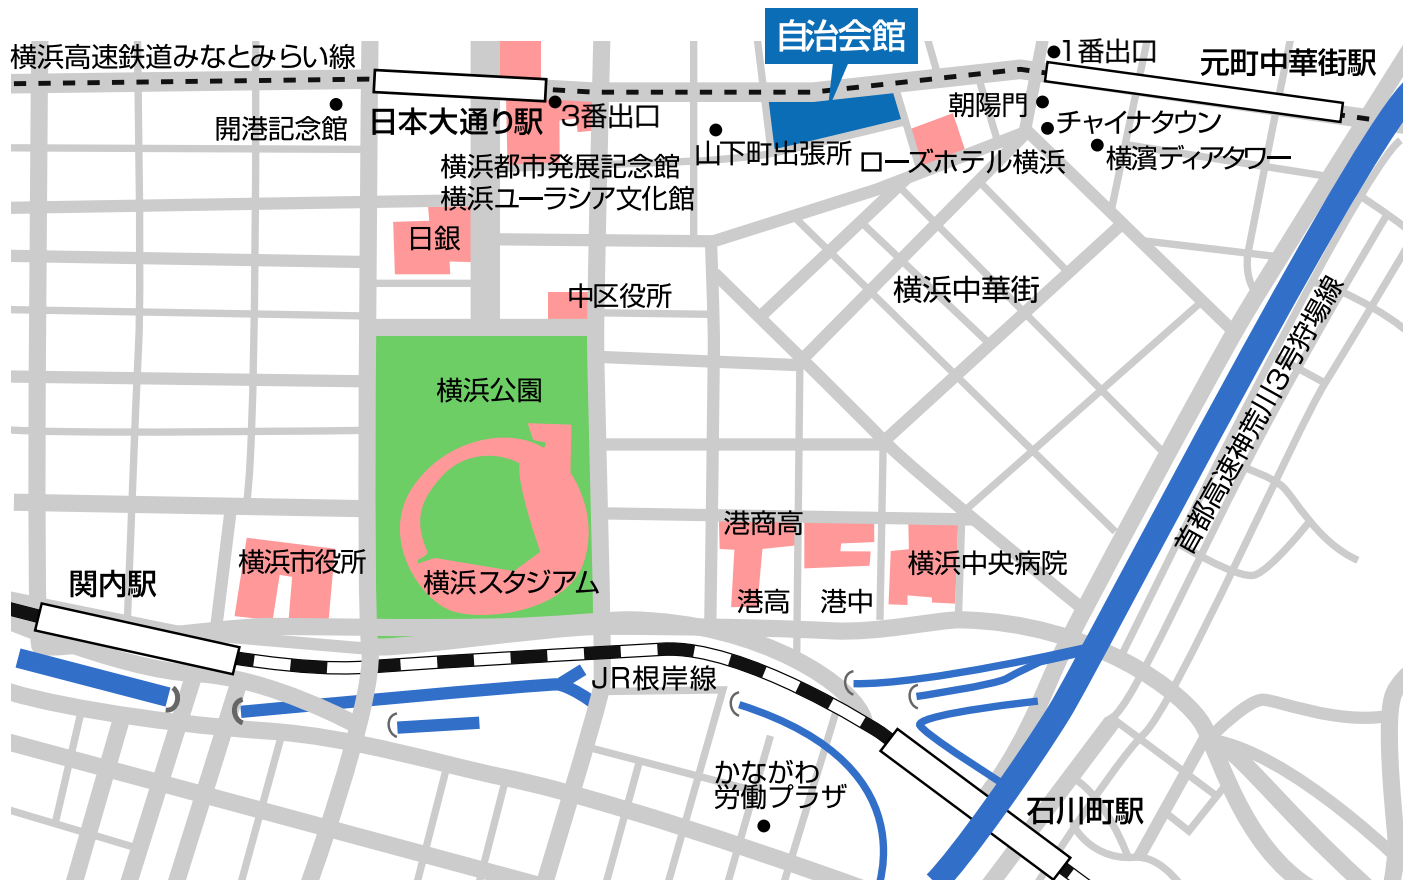 自治会館
横浜高速鉄道みなとみらい線
1番出口
元町中華街駅
開港記念館
日本大通り駅
3番出口
朝陽門
チャイナタウン
山下町出張所
ローズホテル横浜
横濱ディアタワー
横浜都市発展記念館
横浜ユーラシア文化館
日銀
中区役所
横浜中華街
首都高速神荒川3号狩場線
横浜公園
港商高
横浜市役所
横浜スタジアム
横浜中央病院
関内駅
港高
港中
JR根岸線
かながわ
労働プラザ
石川町駅